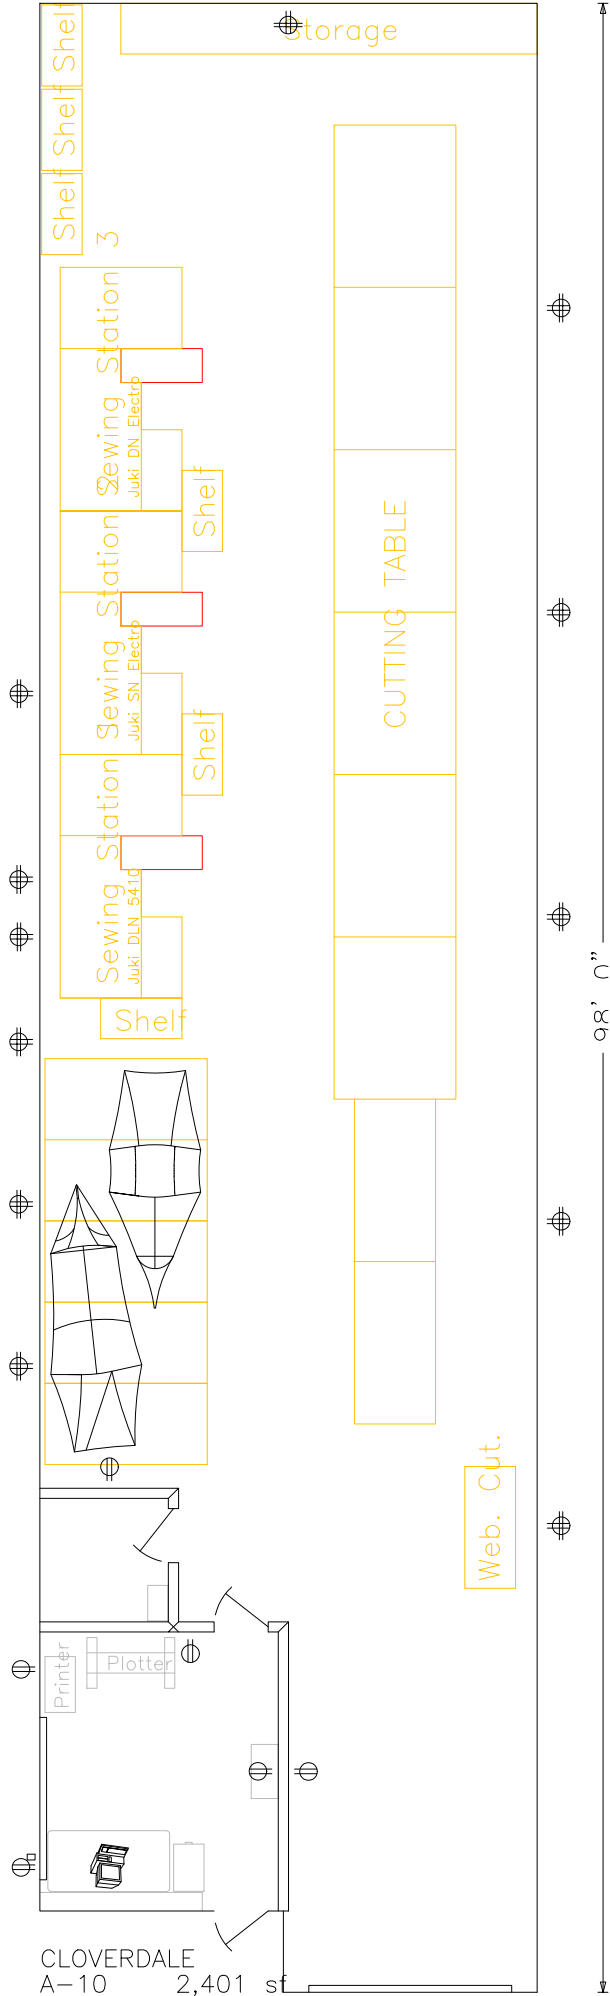 Storage
Shelf
Shelf
Shelf
Sewing Station 3
Juki DN Electro
Shelf
Sewing Station 2
Juki SN Electro
Shelf
Sewing Station 1
Juki DLN 5410
Shelf
CUTTING TABLE
98' 0"
Web. Cut.
Printer
Plotter
CLOVERDALE
A-10 2,401 sf